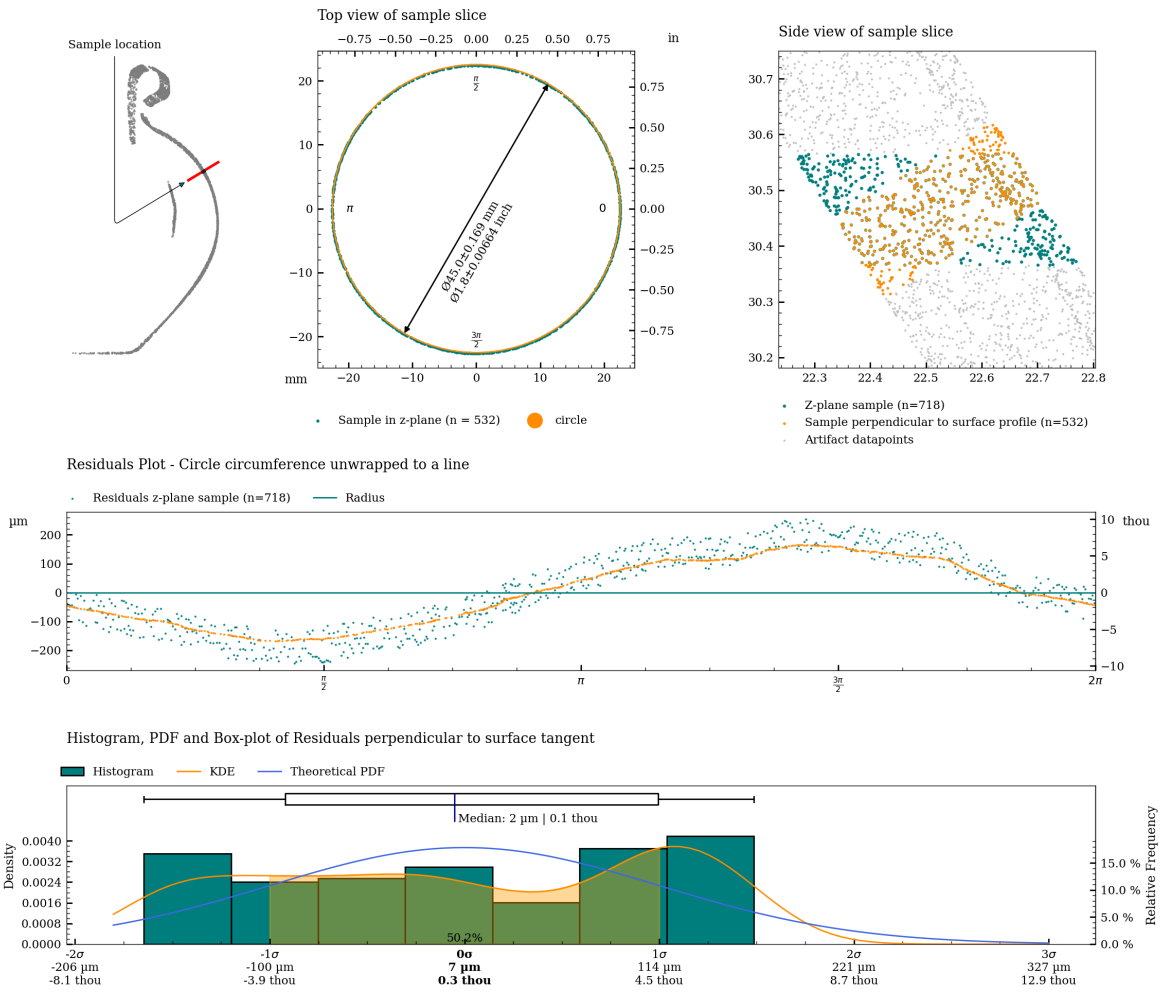 Top view of sample slice
Sample location
−0.75 −0.50 −0.25 0.00 0.25 0.50 0.75 in
Side view of sample slice
20
10
0
−10
−20
mm
π/2
π
0
3π/2
Ø45.0±0.169 mm
Ø1.8±0.00664 inch
0.75
0.50
0.25
0.00
−0.25
−0.50
−0.75
−20 −10 0 10 20
Sample in z-plane (n = 532) circle
30.7
30.6
30.5
30.4
30.3
30.2
22.3 22.4 22.5 22.6 22.7 22.8
Z-plane sample (n=718)
Sample perpendicular to surface profile (n=532)
Artifact datapoints
Residuals Plot - Circle circumference unwrapped to a line
Residuals z-plane sample (n=718) Radius
µm
200
100
0
−100
−200
10 thou
5
0
−5
−10
0 π/2 π 3π/2 2π
Histogram, PDF and Box-plot of Residuals perpendicular to surface tangent
Histogram KDE Theoretical PDF
Median: 2 µm | 0.1 thou
Density
0.0040
0.0032
0.0024
0.0016
0.0008
0.0000
50.2%
15.0 %
10.0 %
5.0 %
0.0 %
Relative Frequency
-2σ -1σ 0σ 1σ 2σ 3σ
-206 µm -100 µm 7 µm 114 µm 221 µm 327 µm
-8.1 thou -3.9 thou 0.3 thou 4.5 thou 8.7 thou 12.9 thou